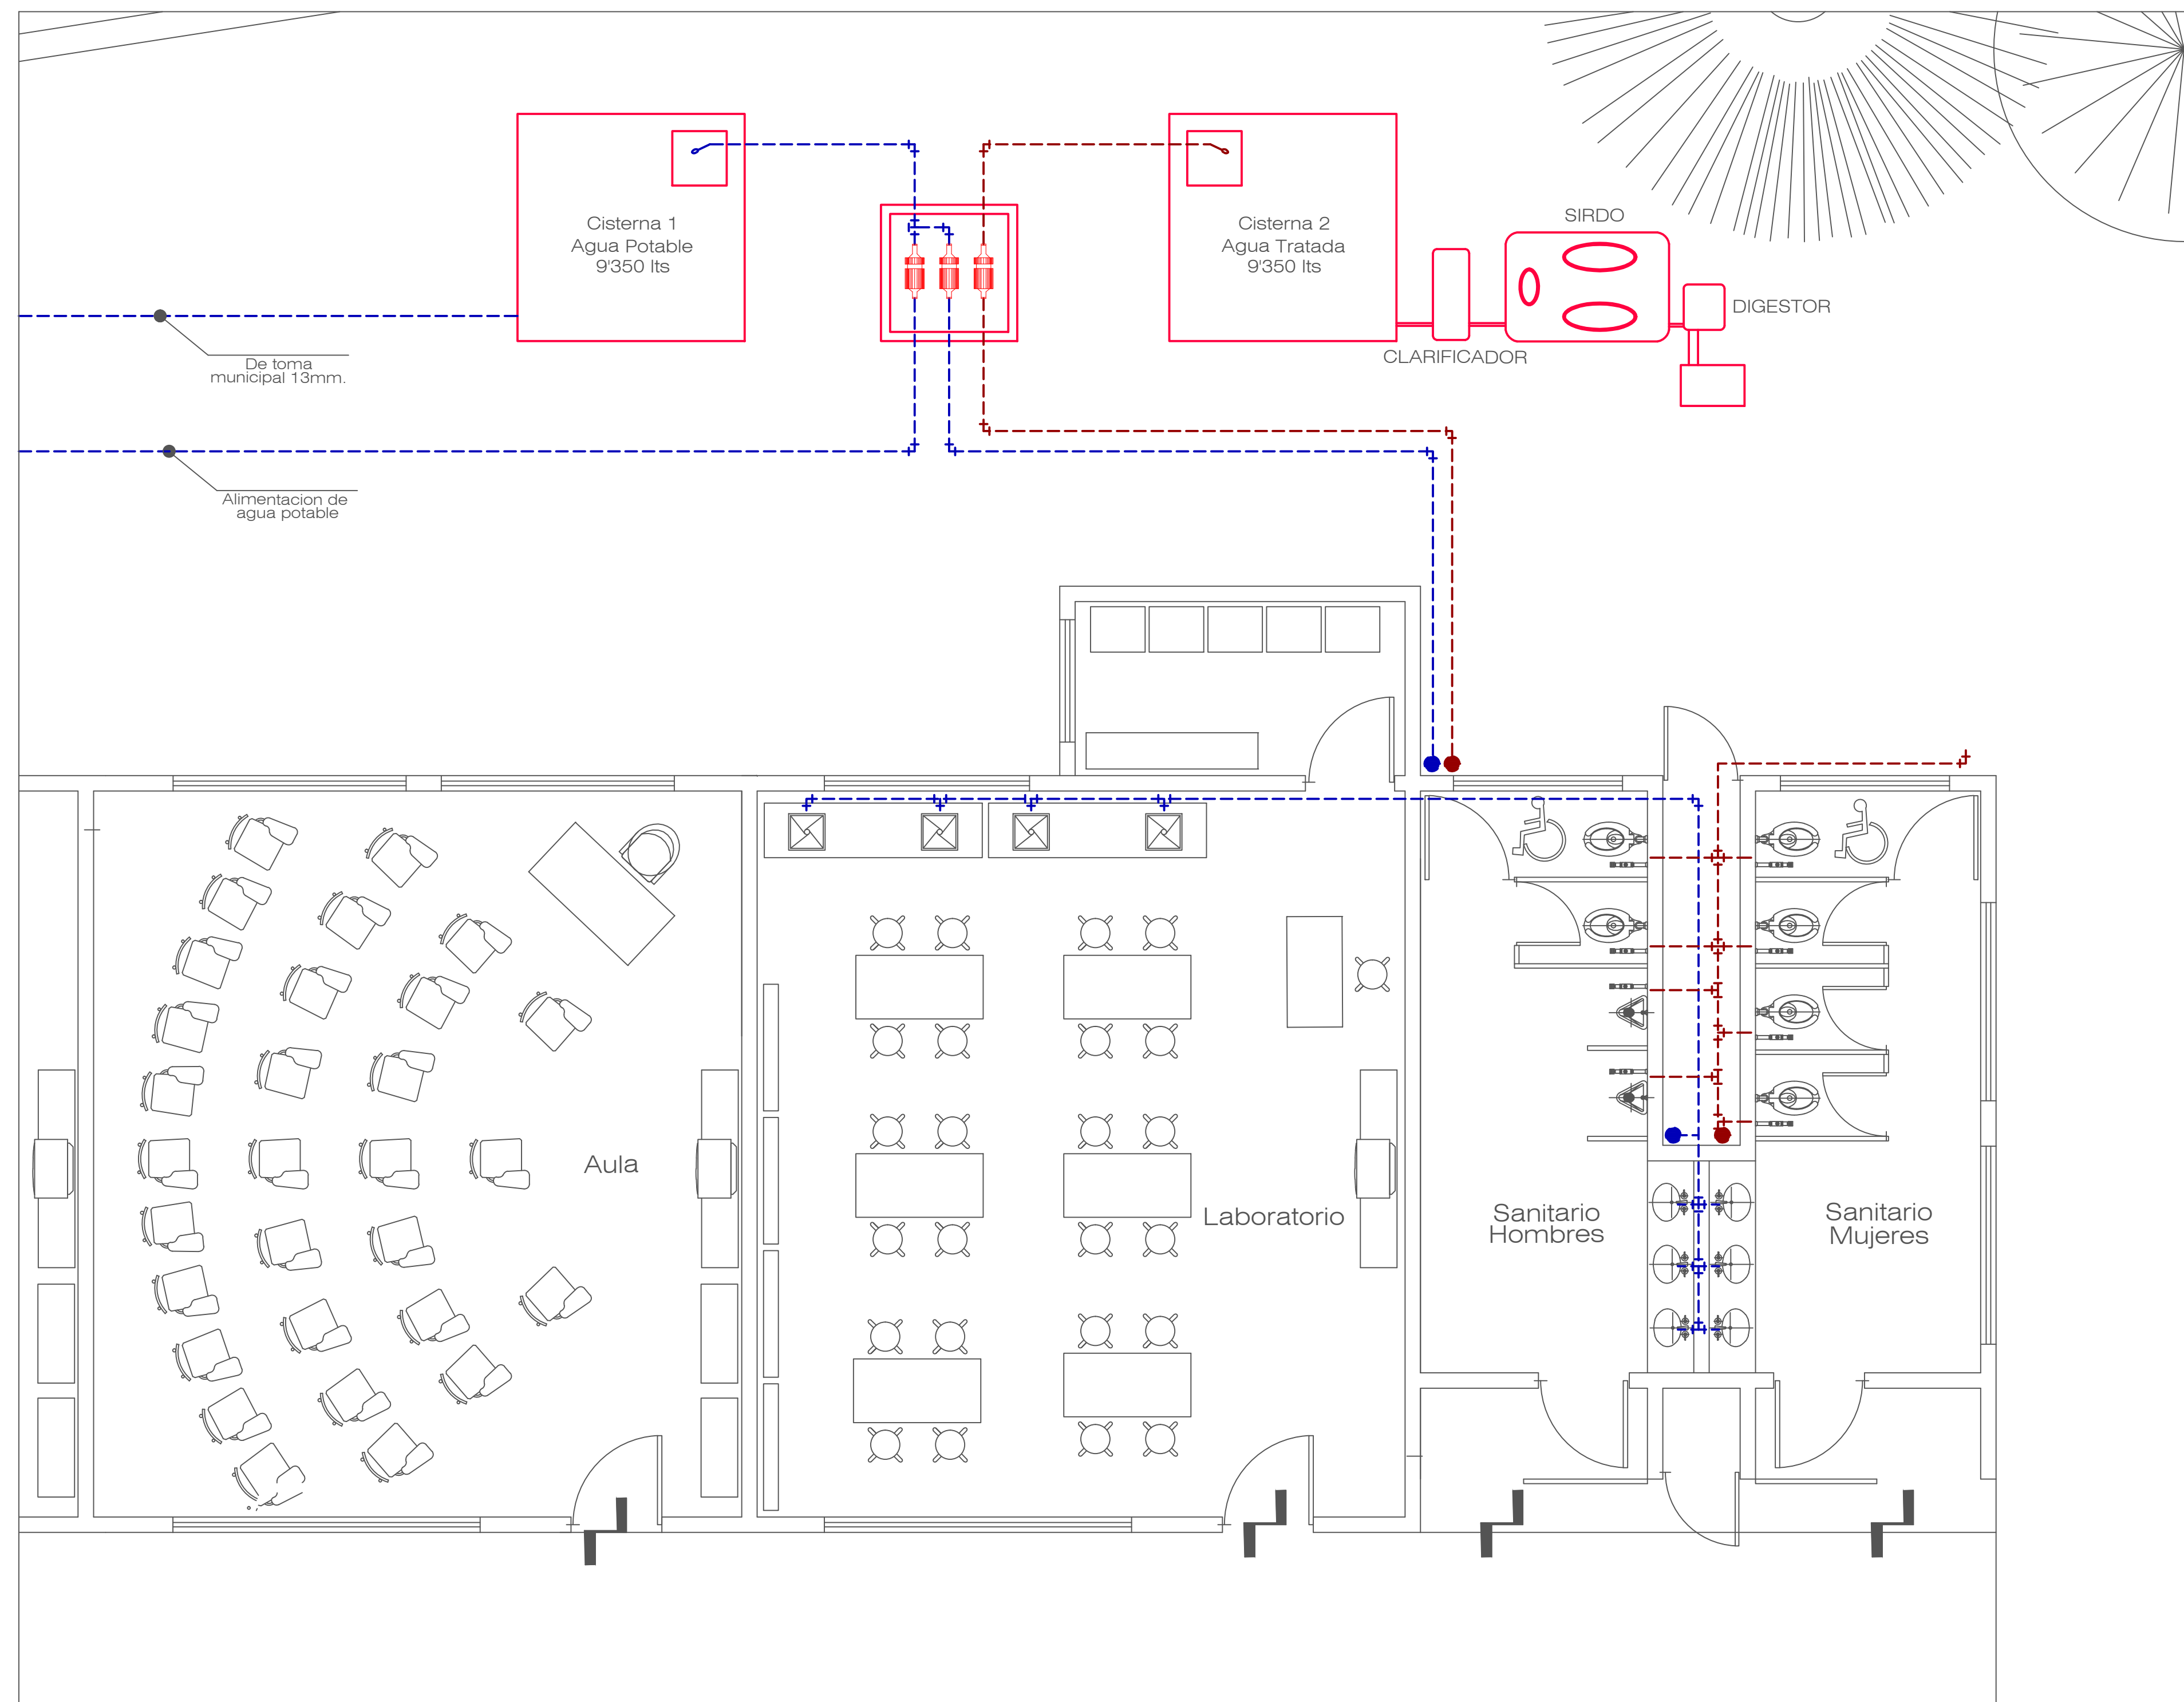 SIRDO
Cisterna 1
Agua Potable
9'350 lts
Cisterna 2
Agua Tratada
9'350 lts
DIGESTOR
CLARIFICADOR
De toma
municipal 13mm.
Alimentacion de
agua potable
Aula
Laboratorio
Sanitario
Hombres
Sanitario
Mujeres